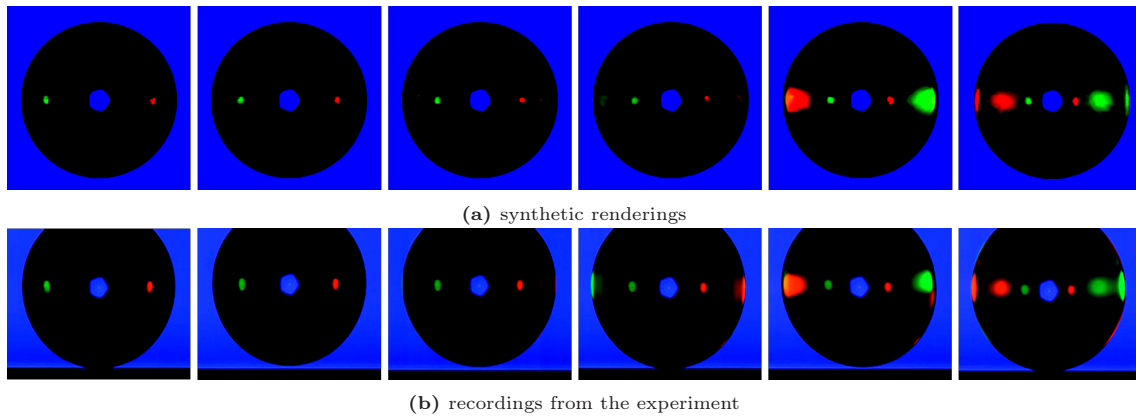 (a) synthetic renderings
(b) recordings from the experiment